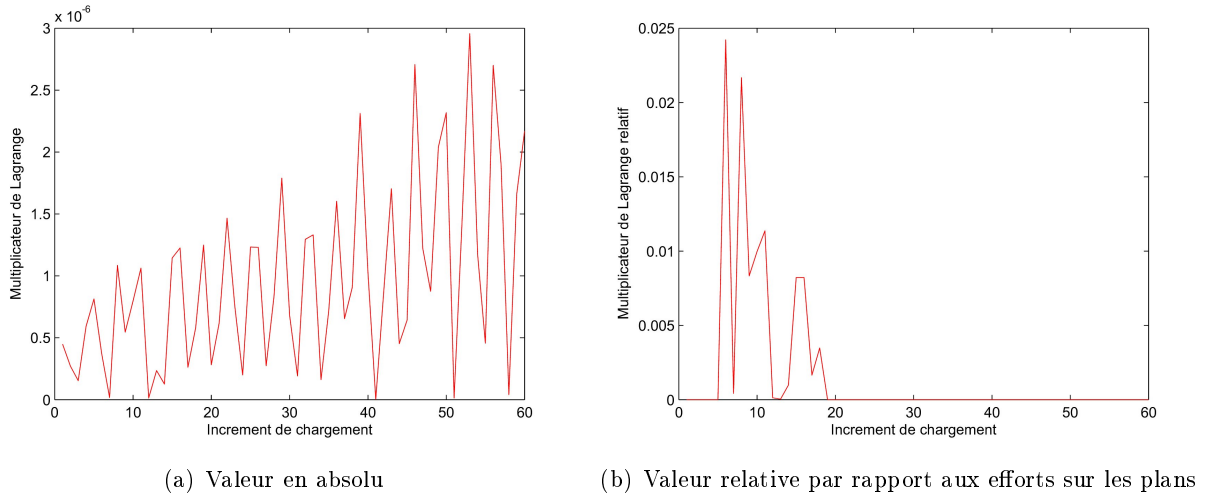 x 10-6
3
2.5
2
1.5
1
0.5
0
0 10 20 30 40 50 60
Multiplicateur de Lagrange
Increment de chargement
(a) Valeur en absolu
0.025
0.02
0.015
0.01
0.005
0
0 10 20 30 40 50 60
Multiplicateur de Lagrange relatif
Increment de chargement
(b) Valeur relative par rapport aux efforts sur les plans